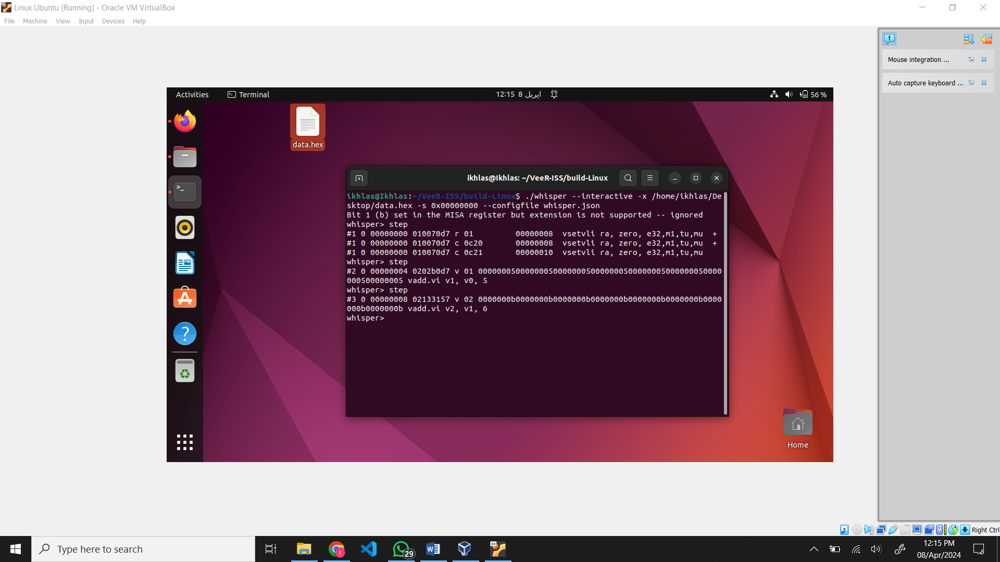 Linux Ubuntu [Running] - Oracle VM VirtualBox
File Machine View Input Devices Help
Mouse integration ...
Auto capture keyboard ...
Activities Terminal 12:15 8 اپریل 56 %
data.hex
ikhlas@Ikhlas: ~/VeeR-ISS/build-Linux
ikhlas@Ikhlas:~/VeeR-ISS/build-Linux$ ./whisper --interactive -x /home/ikhlas/De
sktop/data.hex -s 0x00000000 --configfile whisper.json
Bit 1 (b) set in the MISA register but extension is not supported -- ignored
whisper> step
#1 0 00000000 010070d7 r 01         00000008  vsetvli ra, zero, e32,m1,tu,mu  +
#1 0 00000000 010070d7 c 0c20       00000008  vsetvli ra, zero, e32,m1,tu,mu  +
#1 0 00000000 010070d7 c 0c21       00000010  vsetvli ra, zero, e32,m1,tu,mu
whisper> step
#2 0 00000004 0202b0d7 v 01 0000000500000005000000050000000500000005000000050000
000500000005 vadd.vi v1, v0, 5
whisper> step
#3 0 00000008 02133157 v 02 0000000b0000000b0000000b0000000b0000000b0000000b0000
000b0000000b vadd.vi v2, v1, 6
whisper>
Home
Right Ctrl
Type here to search
29
12:15 PM
08/Apr/2024